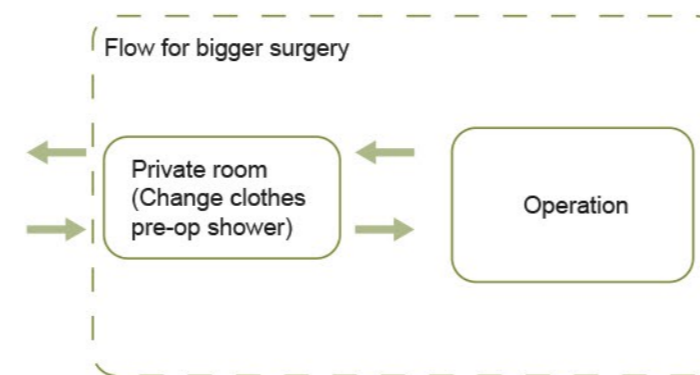 Flow for bigger surgery
Private room
(Change clothes
pre-op shower)
Operation